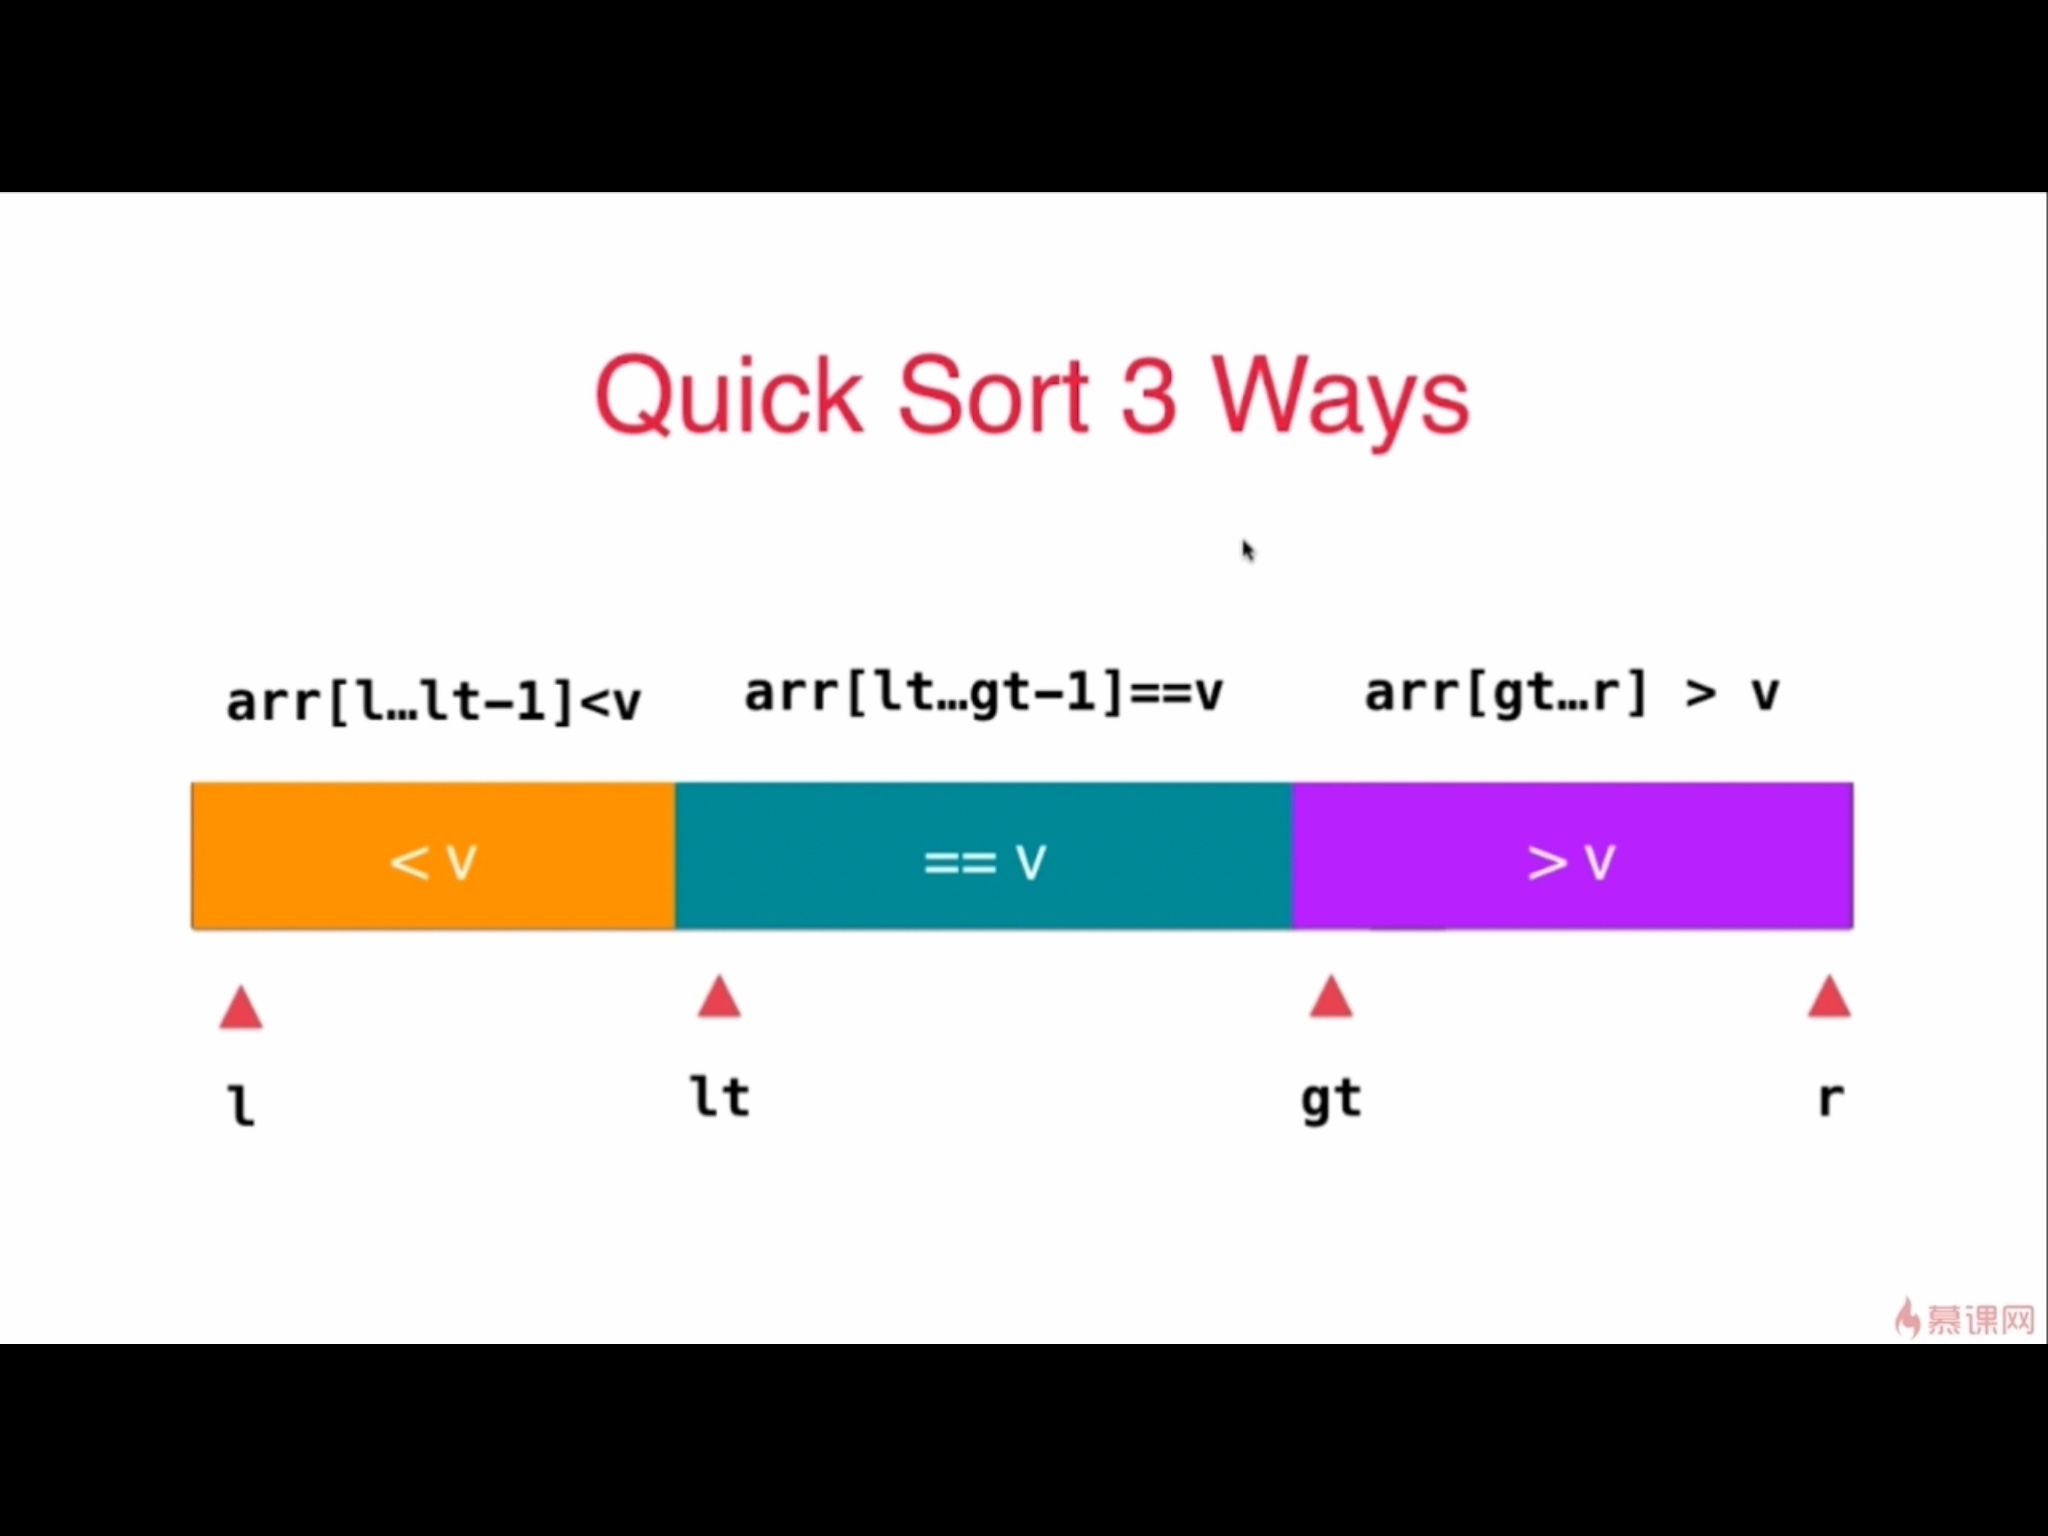 Quick Sort 3 Ways
arr[l…lt-1]<v
arr[lt…gt-1]==v
arr[gt…r] > v
< v
== v
> v
l
lt
gt
r
慕课网